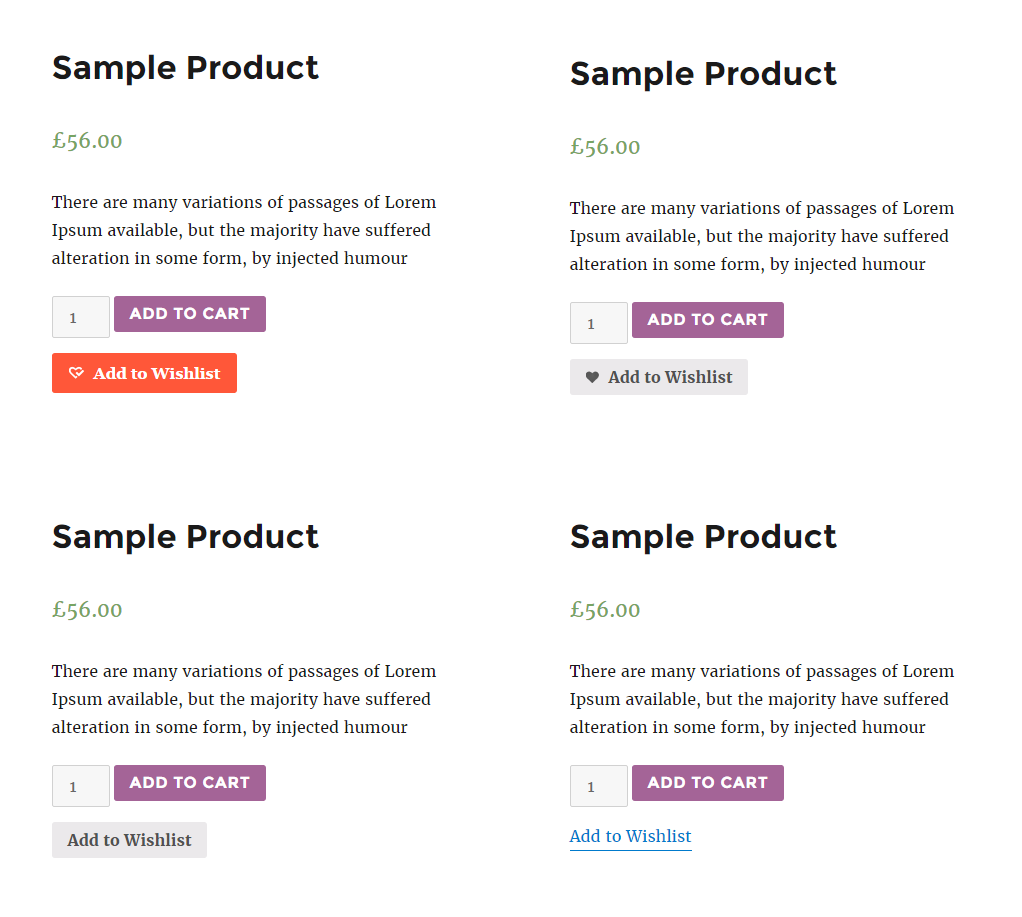 Sample Product
£56.00
There are many variations of passages of Lorem
Ipsum available, but the majority have suffered
alteration in some form, by injected humour
1 ADD TO CART
Add to Wishlist
Sample Product
£56.00
There are many variations of passages of Lorem
Ipsum available, but the majority have suffered
alteration in some form, by injected humour
1 ADD TO CART
Add to Wishlist
Sample Product
£56.00
There are many variations of passages of Lorem
Ipsum available, but the majority have suffered
alteration in some form, by injected humour
1 ADD TO CART
Add to Wishlist
Sample Product
£56.00
There are many variations of passages of Lorem
Ipsum available, but the majority have suffered
alteration in some form, by injected humour
1 ADD TO CART
Add to Wishlist